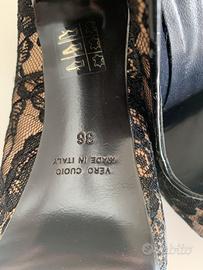 36
VERO CUOIO
MADE IN ITALY
subito